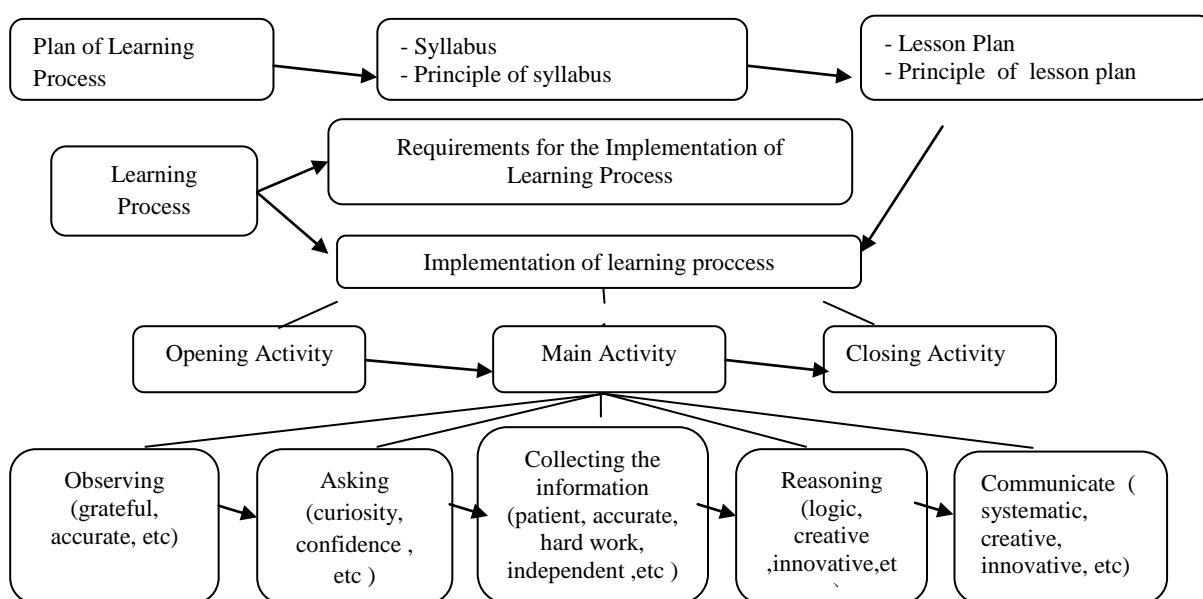 Plan of Learning
Process
- Syllabus
- Principle of syllabus
- Lesson Plan
- Principle of lesson plan
Requirements for the Implementation of
Learning Process
Learning
Process
Implementation of learning proccess
Opening Activity
Main Activity
Closing Activity
Observing
(grateful,
accurate, etc)
Asking
(curiosity,
confidence ,
etc )
Collecting the
information
(patient, accurate,
hard work,
independent ,etc )
Reasoning
(logic,
creative
,innovative,et
Communicate (
systematic,
creative,
innovative, etc)